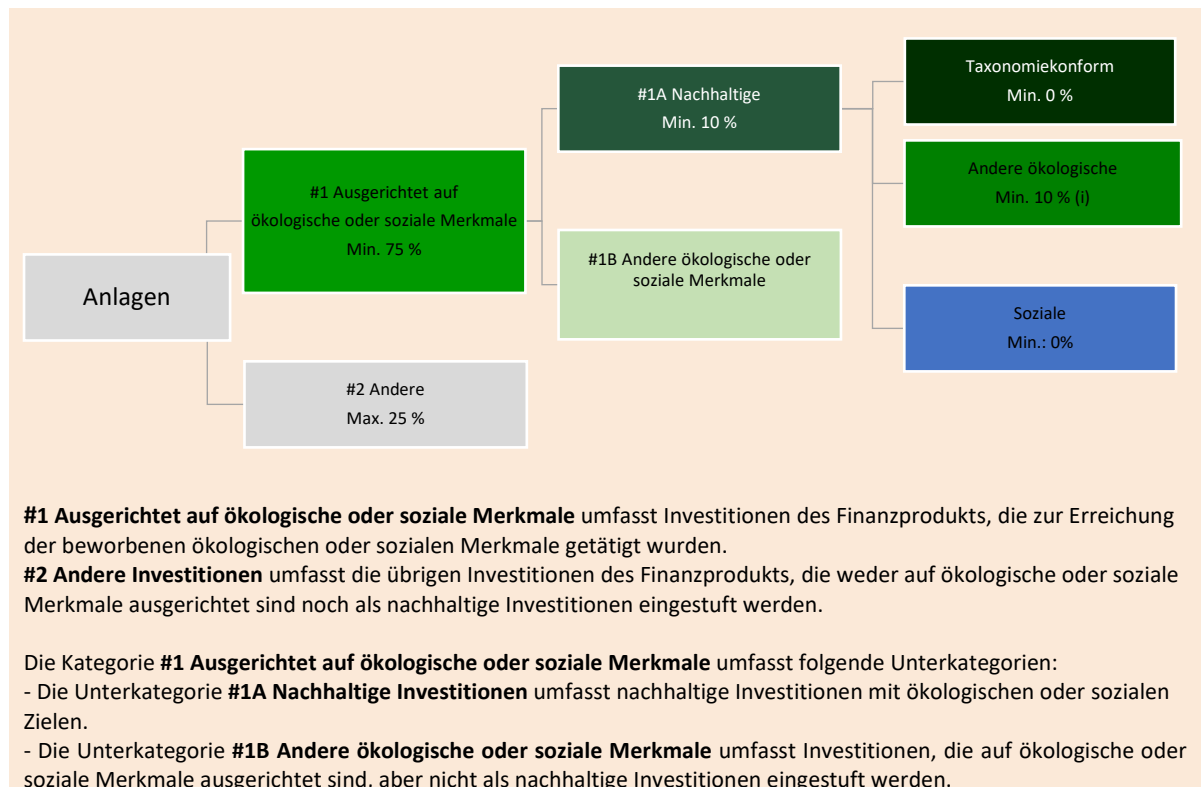 Anlagen
#1 Ausgerichtet auf
ökologische oder soziale Merkmale
Min. 75 %
#2 Andere
Max. 25 %
#1A Nachhaltige
Min. 10 %
#1B Andere ökologische oder
soziale Merkmale
Taxonomiekonform
Min. 0 %
Andere ökologische
Min. 10 % (i)
Soziale
Min.: 0%
#1 Ausgerichtet auf ökologische oder soziale Merkmale umfasst Investitionen des Finanzprodukts, die zur Erreichung
der beworbenen ökologischen oder sozialen Merkmale getätigt wurden.
#2 Andere Investitionen umfasst die übrigen Investitionen des Finanzprodukts, die weder auf ökologische oder soziale
Merkmale ausgerichtet sind noch als nachhaltige Investitionen eingestuft werden.
Die Kategorie #1 Ausgerichtet auf ökologische oder soziale Merkmale umfasst folgende Unterkategorien:
- Die Unterkategorie #1A Nachhaltige Investitionen umfasst nachhaltige Investitionen mit ökologischen oder sozialen
Zielen.
- Die Unterkategorie #1B Andere ökologische oder soziale Merkmale umfasst Investitionen, die auf ökologische oder
soziale Merkmale ausgerichtet sind, aber nicht als nachhaltige Investitionen eingestuft werden.